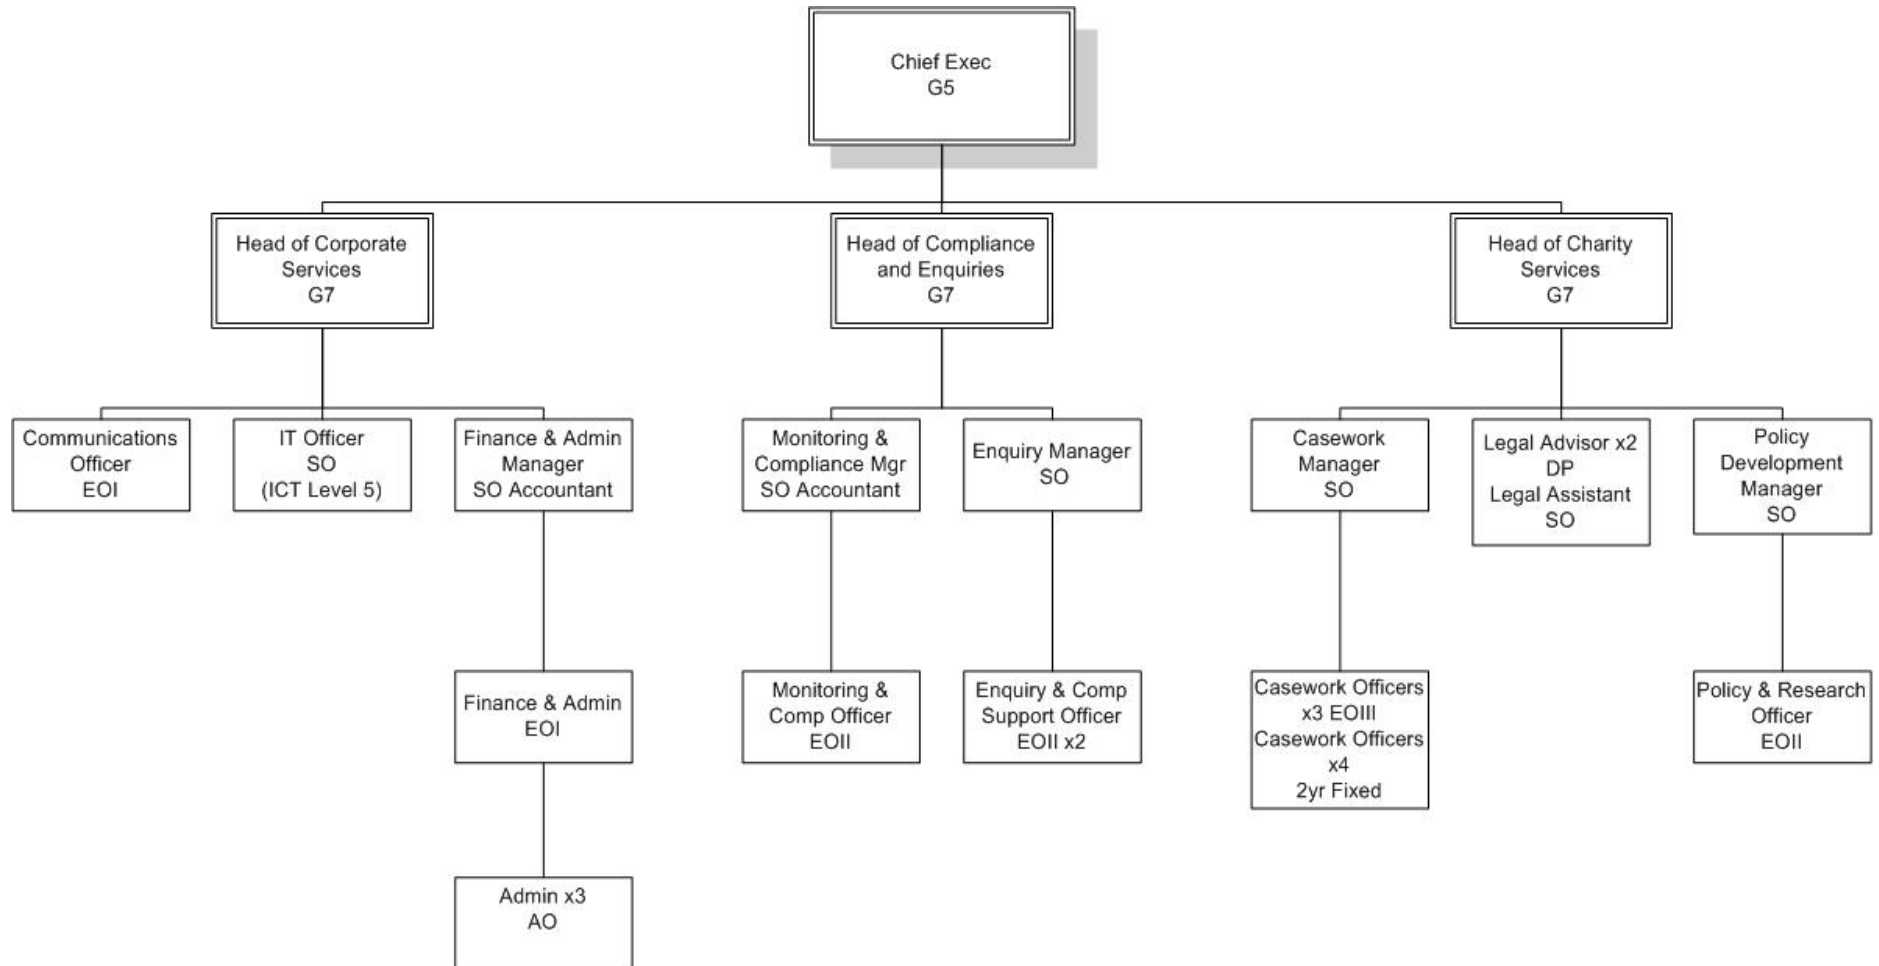 Chief Exec
G5
Head of Corporate
Services
G7
Head of Compliance
and Enquiries
G7
Head of Charity
Services
G7
Communications
Officer
EOI
IT Officer
SO
(ICT Level 5)
Finance & Admin
Manager
SO Accountant
Monitoring &
Compliance Mgr
SO Accountant
Enquiry Manager
SO
Casework
Manager
SO
Legal Advisor x2
DP
Legal Assistant
SO
Policy
Development
Manager
SO
Finance & Admin
EOI
Monitoring &
Comp Officer
EOII
Enquiry & Comp
Support Officer
EOII x2
Casework Officers
x3 EOIII
Casework Officers
x4
2yr Fixed
Policy & Research
Officer
EOII
Admin x3
AO